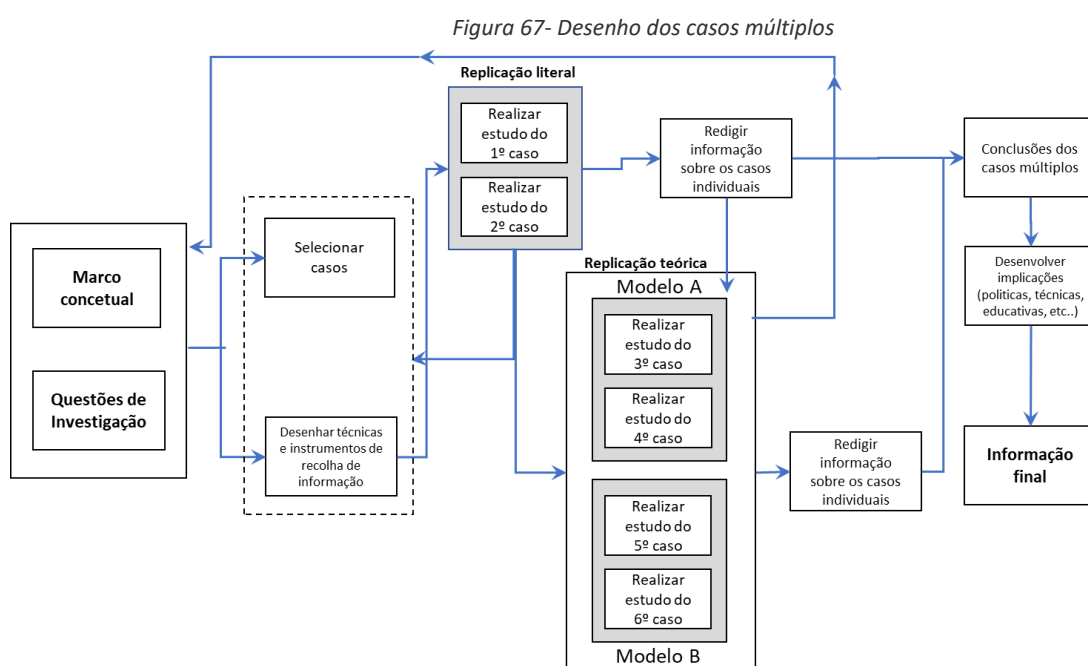 Figura 67- Desenho dos casos múltiplos
Replicação literal
Realizar
estudo do
1º caso
Realizar
estudo do
2º caso
Redigir
informação
sobre os casos
individuais
Conclusões dos
casos múltiplos
Marco
concetual
Questões de
Investigação
Selecionar
casos
Desenhar técnicas
e instrumentos de
recolha de
informação
Replicação teórica
Modelo A
Realizar
estudo do
3º caso
Realizar
estudo do
4º caso
Realizar
estudo do
5º caso
Realizar
estudo do
6º caso
Modelo B
Redigir
informação
sobre os casos
individuais
Desenvolver
implicações
(politicas, técnicas,
educativas, etc..)
Informação
final